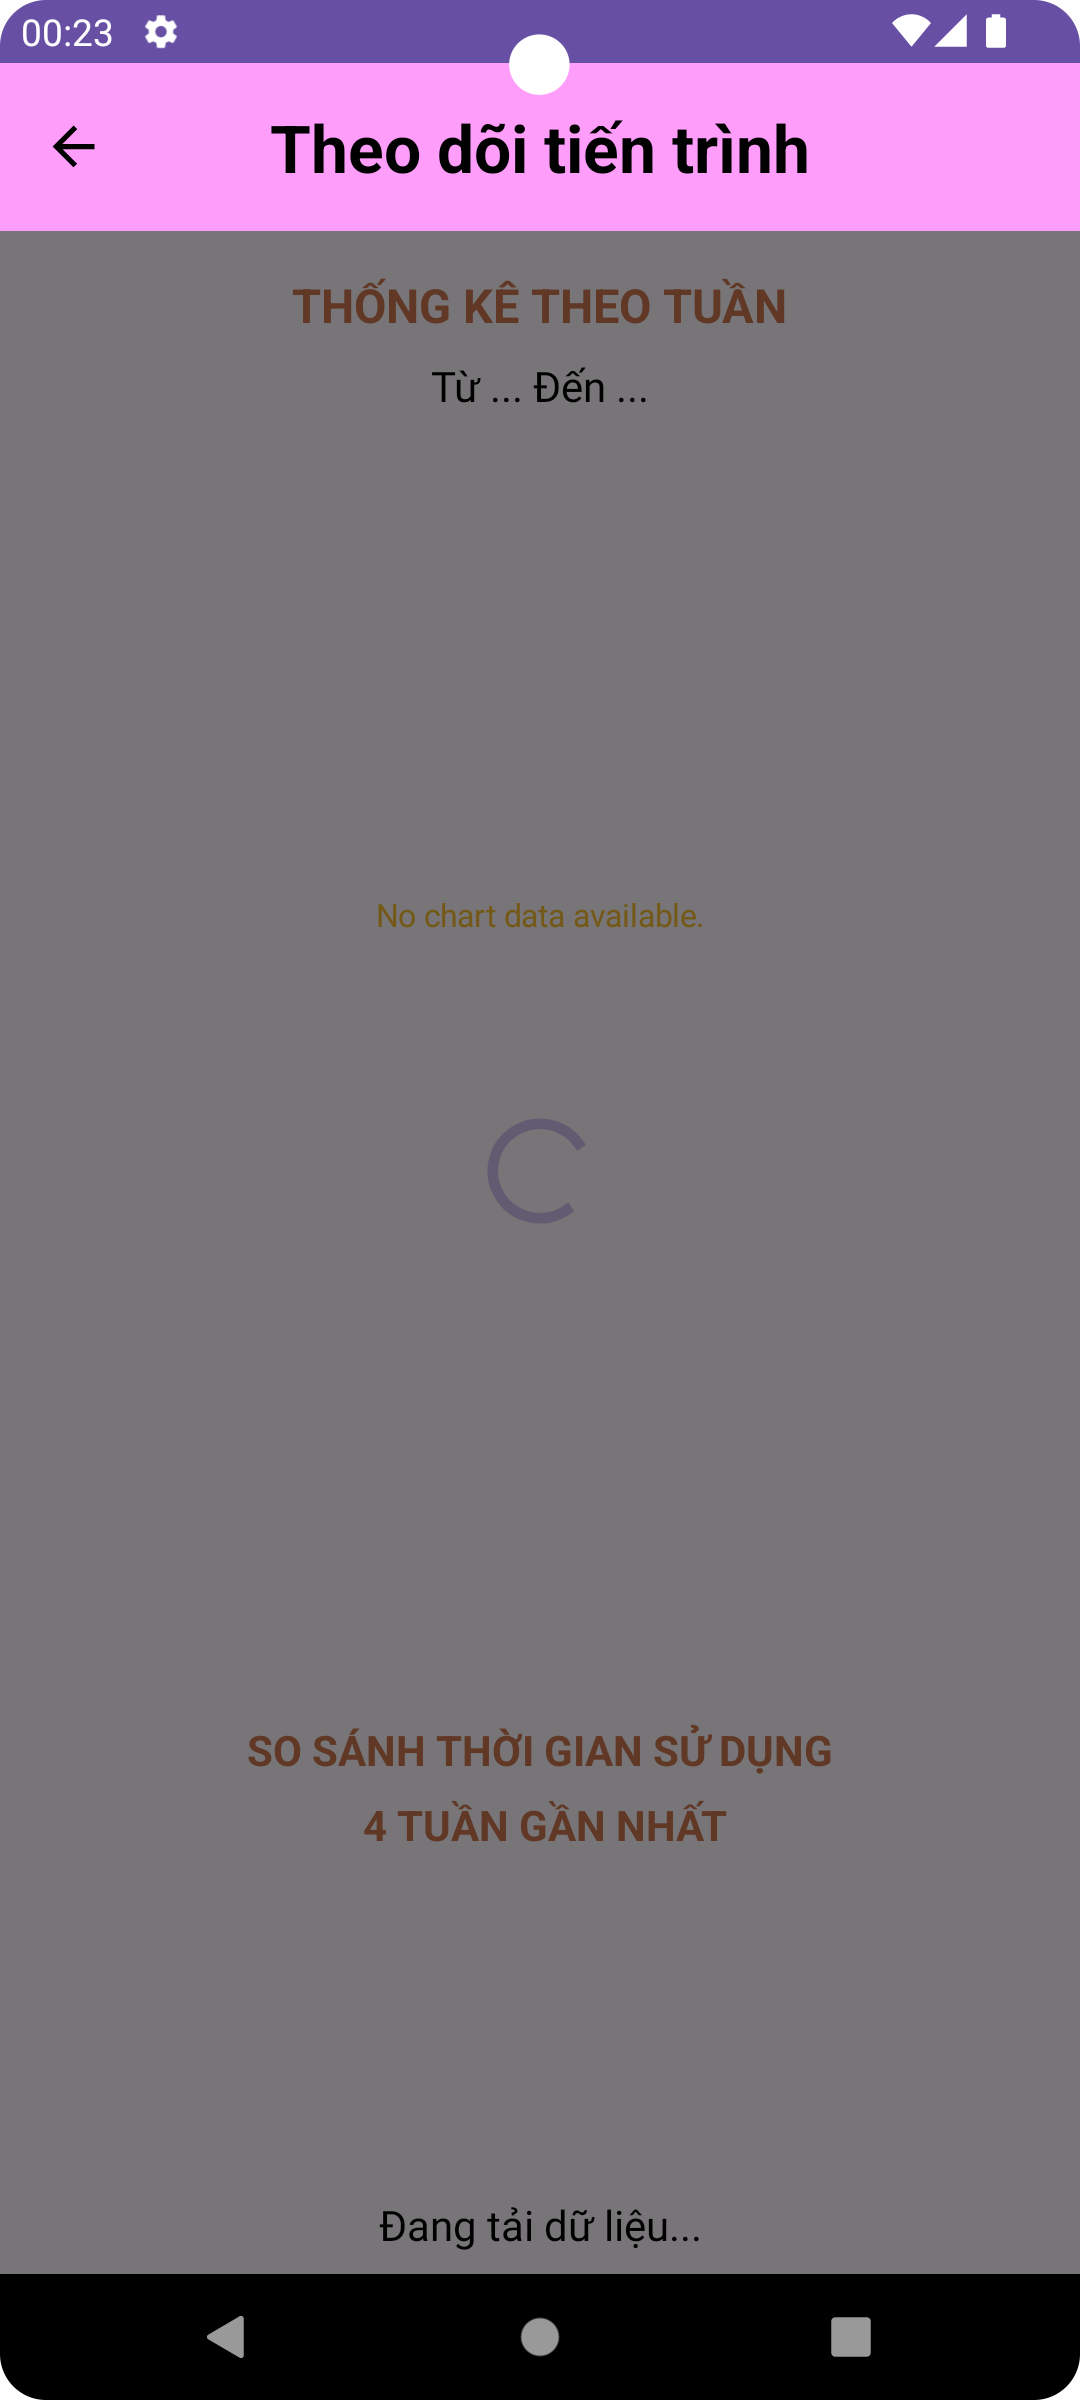 00:23
Theo dõi tiến trình
THỐNG KÊ THEO TUẦN
Từ ... Đến ...
No chart data available.
SO SÁNH THỜI GIAN SỬ DỤNG
4 TUẦN GẦN NHẤT
Đang tải dữ liệu...